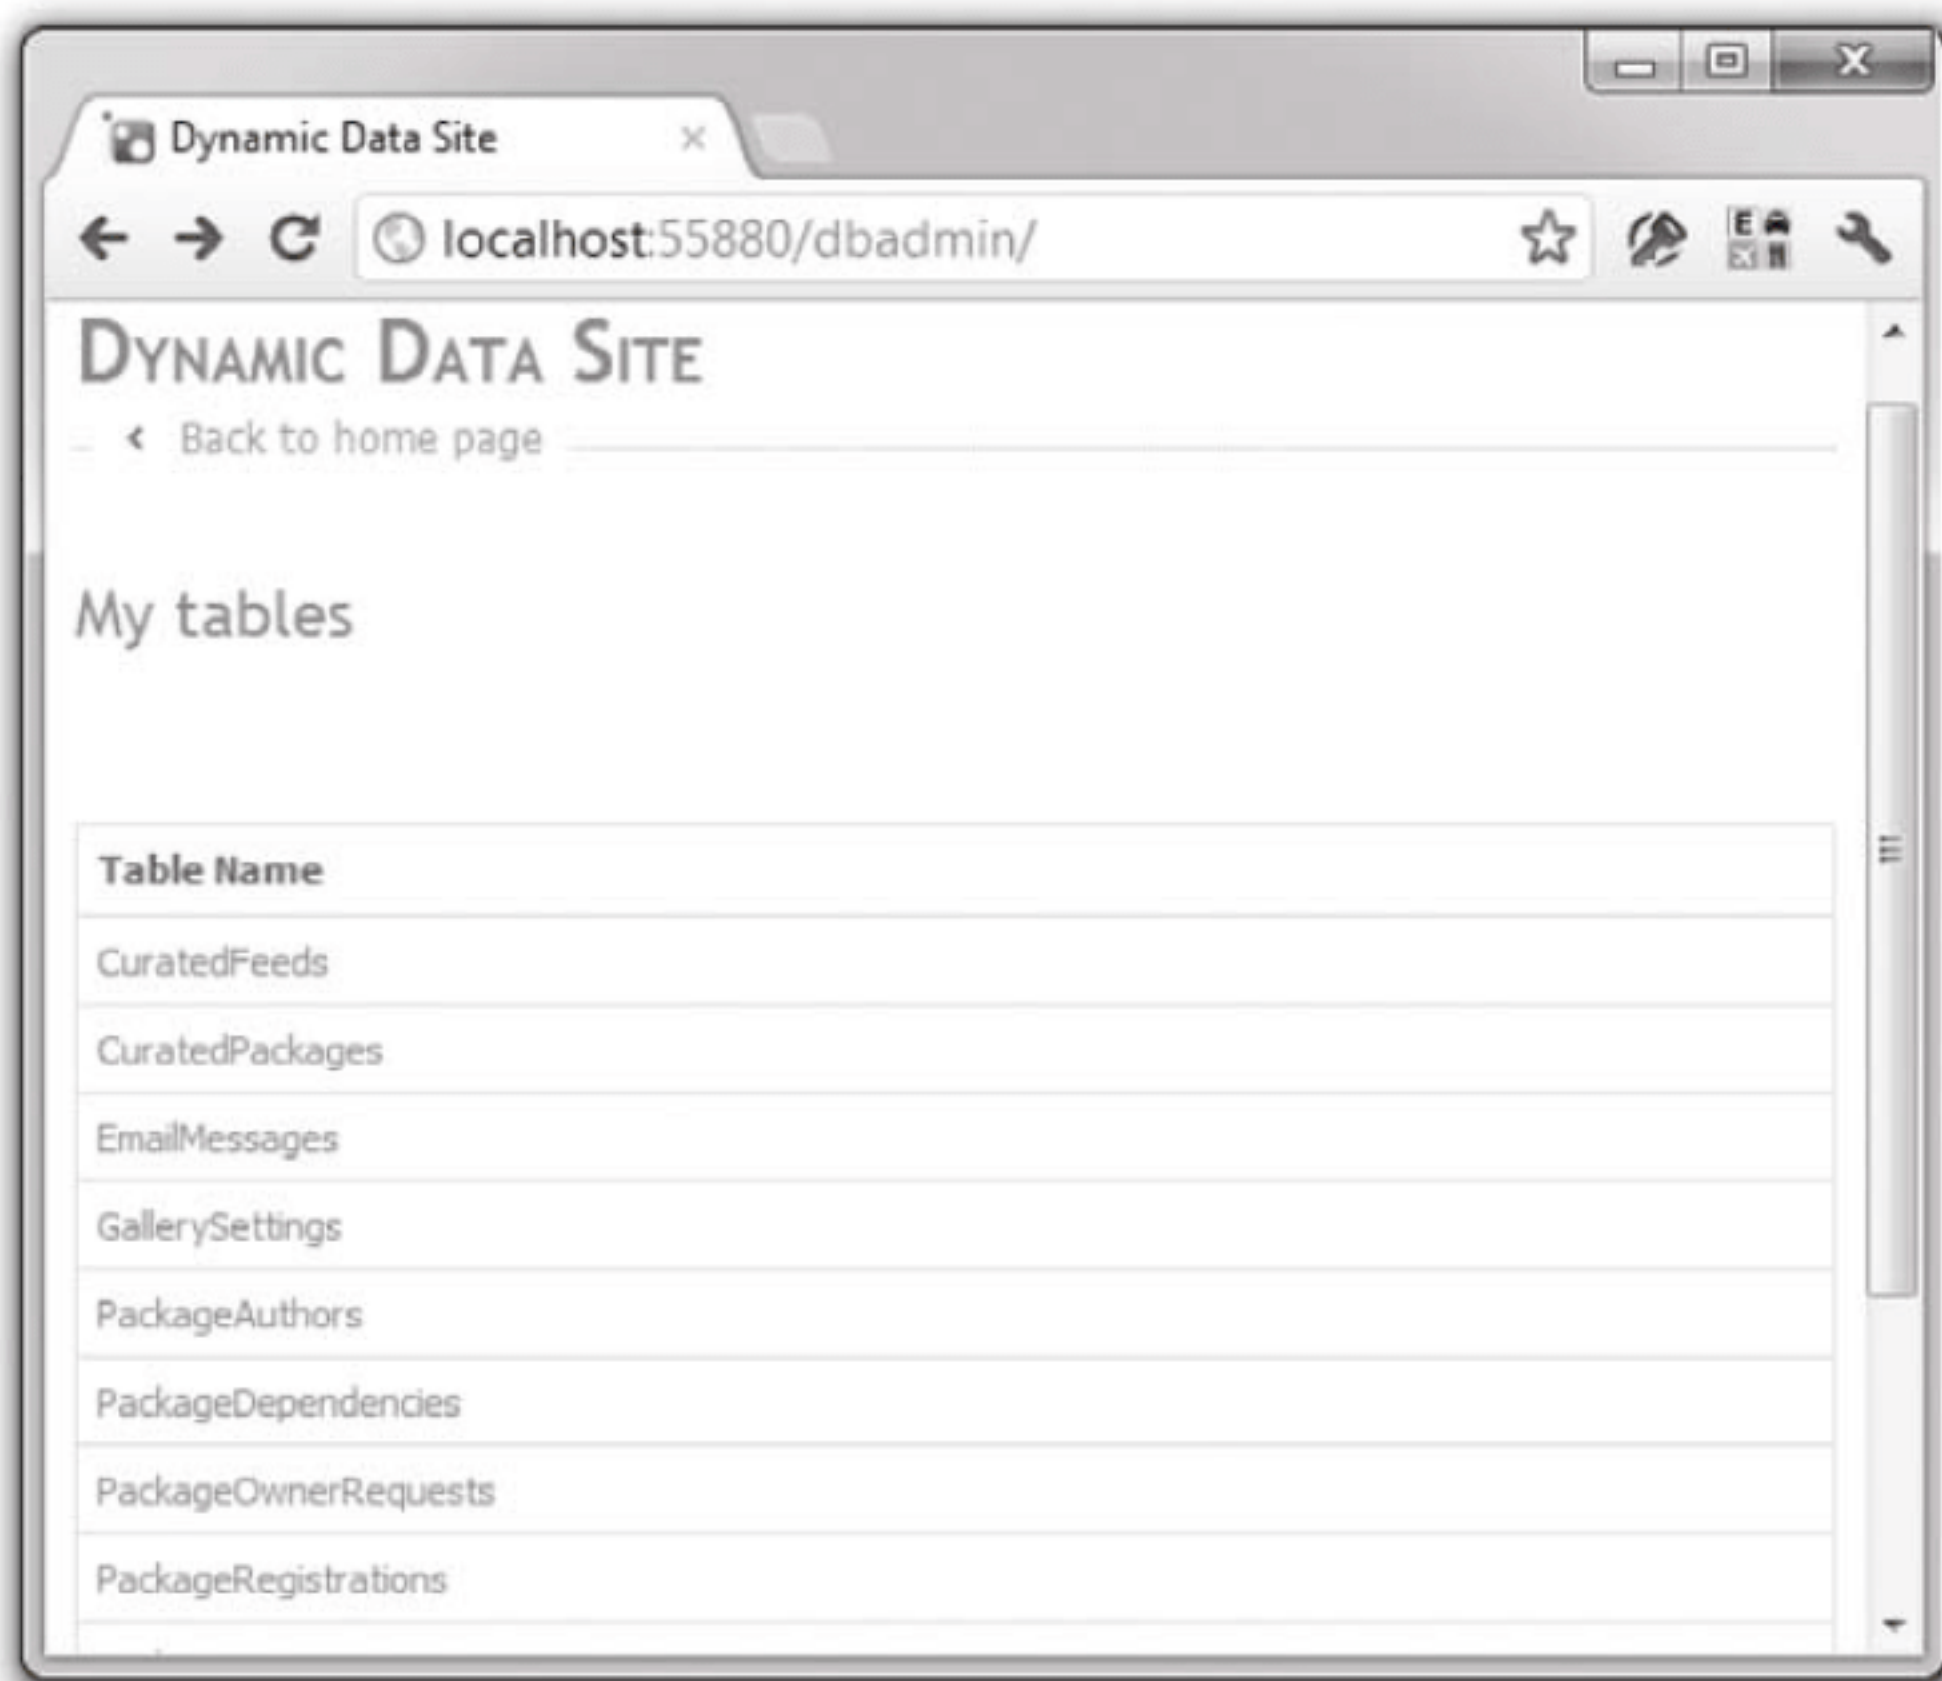 Dynamic Data Site
localhost:55880/dbadmin/
Dynamic Data Site
Back to home page
My tables
Table Name
CuratedFeeds
CuratedPackages
EmailMessages
GallerySettings
PackageAuthors
PackageDependencies
PackageOwnerRequests
PackageRegistrations